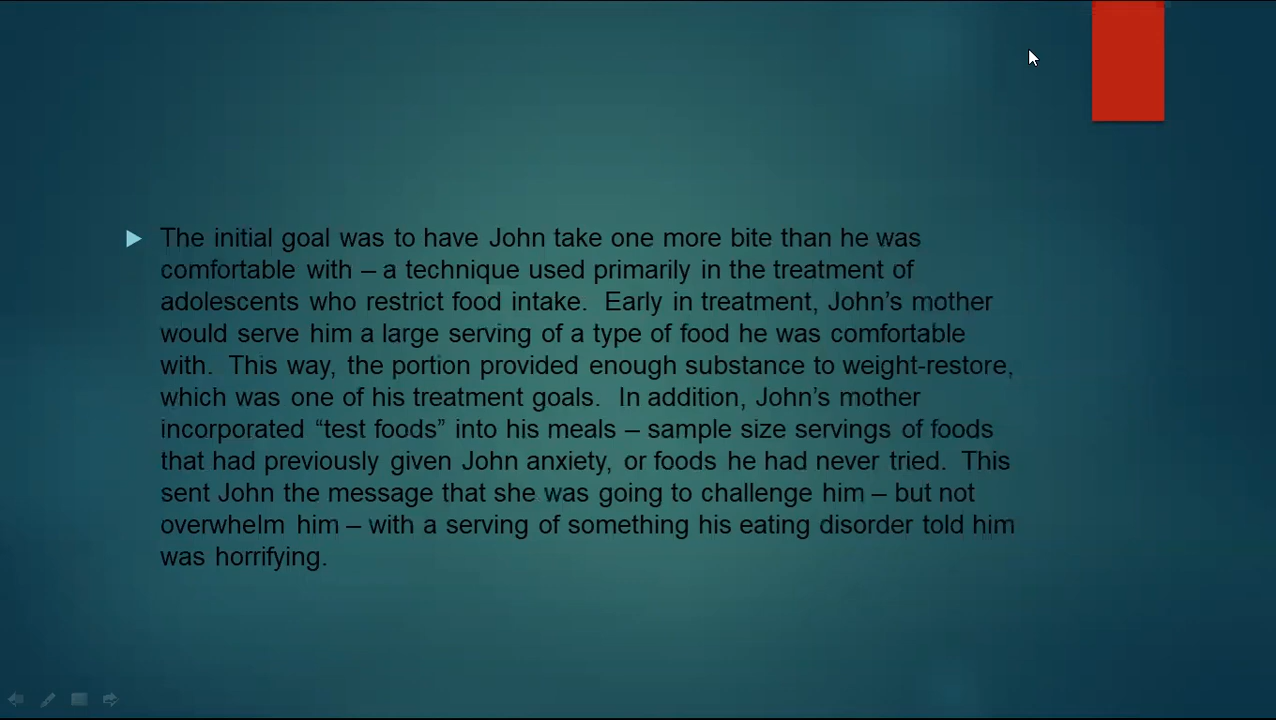 The initial goal was to have John take one more bite than he was
comfortable with – a technique used primarily in the treatment of
adolescents who restrict food intake.  Early in treatment, John’s mother
would serve him a large serving of a type of food he was comfortable
with.  This way, the portion provided enough substance to weight-restore,
which was one of his treatment goals.  In addition, John’s mother
incorporated “test foods” into his meals – sample size servings of foods
that had previously given John anxiety, or foods he had never tried.  This
sent John the message that she was going to challenge him – but not
overwhelm him – with a serving of something his eating disorder told him
was horrifying.